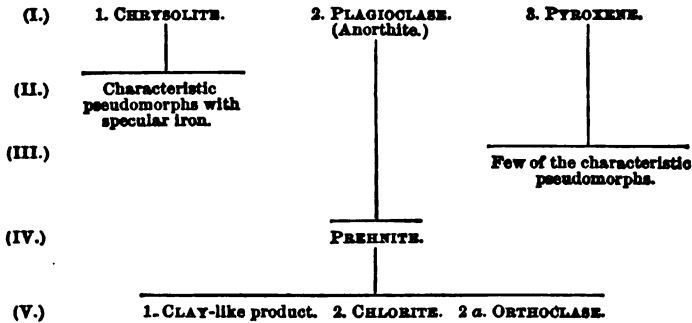 (I.) 1. CHRYSOLITE. 2. PLAGIOCLASE. 3. PYROXENE.
(Anorthite.)
(II.) Characteristic
pseudomorphs with
specular iron.
(III.) Few of the characteristic
pseudomorphs.
(IV.) PREHNITE.
(V.) 1. CLAY-like product. 2. CHLORITE. 2 a. ORTHOCLASE.